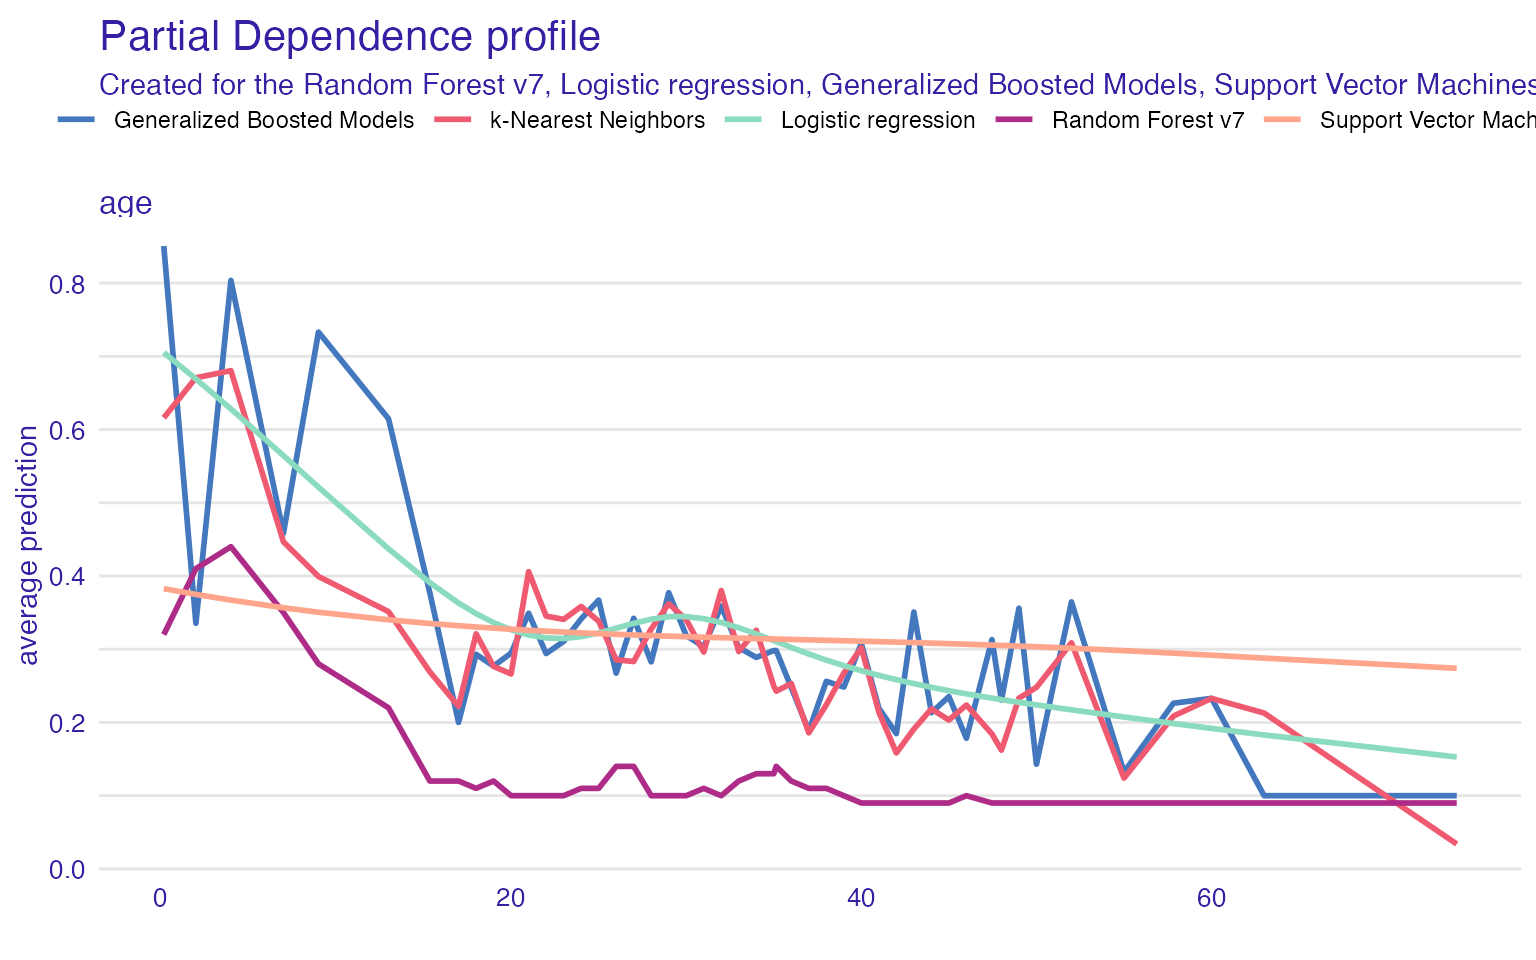 Partial Dependence profile
Created for the Random Forest v7, Logistic regression, Generalized Boosted Models, Support Vector Machines
Generalized Boosted Models k-Nearest Neighbors Logistic regression Random Forest v7 Support Vector Mach
age
average prediction
0.8
0.6
0.4
0.2
0.0
0 20 40 60